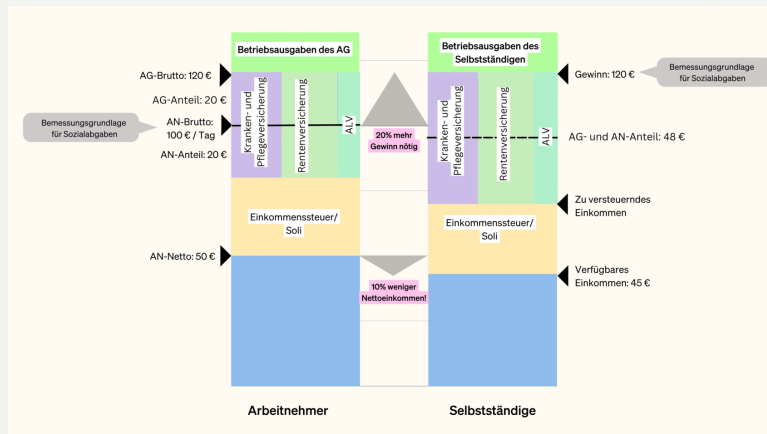 Betriebsausgaben des AG
AG-Brutto: 120 €
AG-Anteil: 20 €
Bemessungsgrundlage
für Sozialabgaben
AN-Brutto:
100 € / Tag
AN-Anteil: 20 €
Kranken- und
Pflegeversicherung
Rentenversicherung
ALV
Einkommenssteuer/
Soli
AN-Netto: 50 €
Arbeitnehmer
20% mehr
Gewinn nötig
10% weniger
Nettoeinkommen!
Betriebsausgaben des
Selbstständigen
Gewinn: 120 €
Bemessungsgrundlage
für Sozialabgaben
Kranken- und
Pflegeversicherung
Rentenversicherung
ALV
AG- und AN-Anteil: 48 €
Zu versteuerndes
Einkommen
Einkommenssteuer/
Soli
Verfügbares
Einkommen: 45 €
Selbstständige